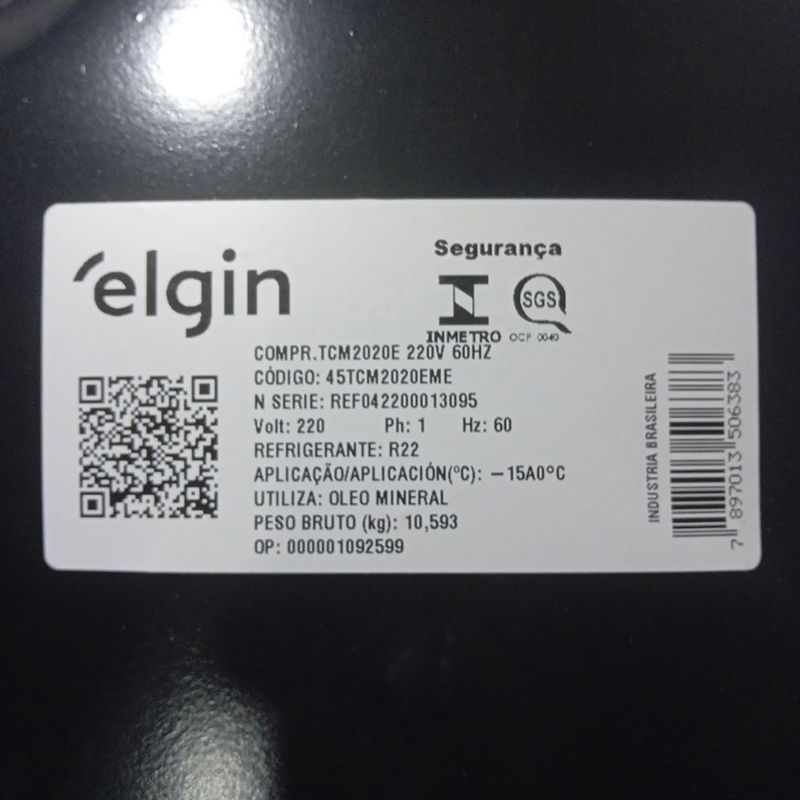 elgin
Segurança
SGS
INMETRO OCP 0040
COMPR.TCM2020E 220V 60HZ
CÓDIGO: 45TCM2020EME
N SERIE: REF042200013095
Volt: 220 Ph: 1 Hz: 60
REFRIGERANTE: R22
APLICAÇÃO/APLICACIÓN(ºC): –15A0ºC
UTILIZA: OLEO MINERAL
PESO BRUTO (kg): 10,593
OP: 000001092599
INDUSTRIA BRASILEIRA
7 897013 506383